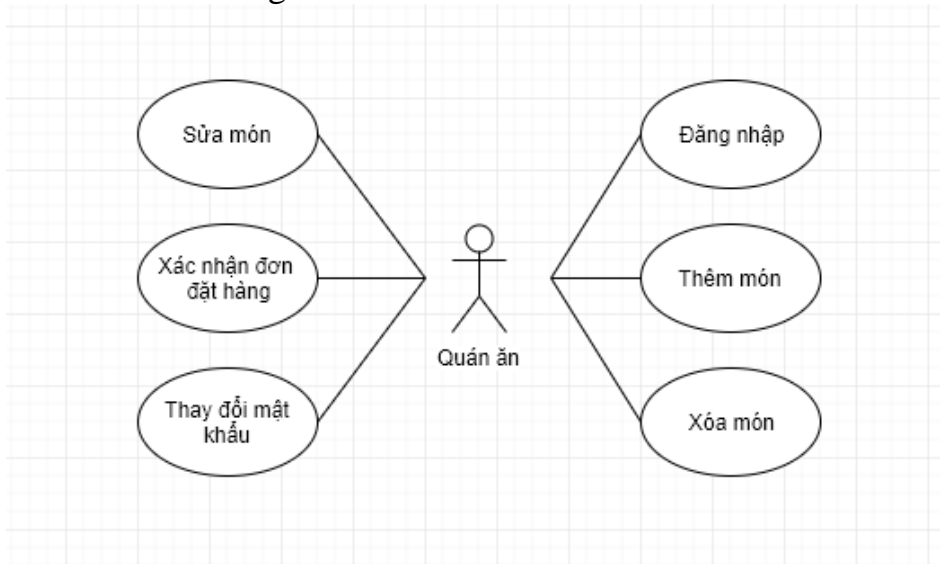 g
Sửa món
Xác nhận đơn
đặt hàng
Thay đổi mật
khẩu
Quán ăn
Đăng nhập
Thêm món
Xóa món